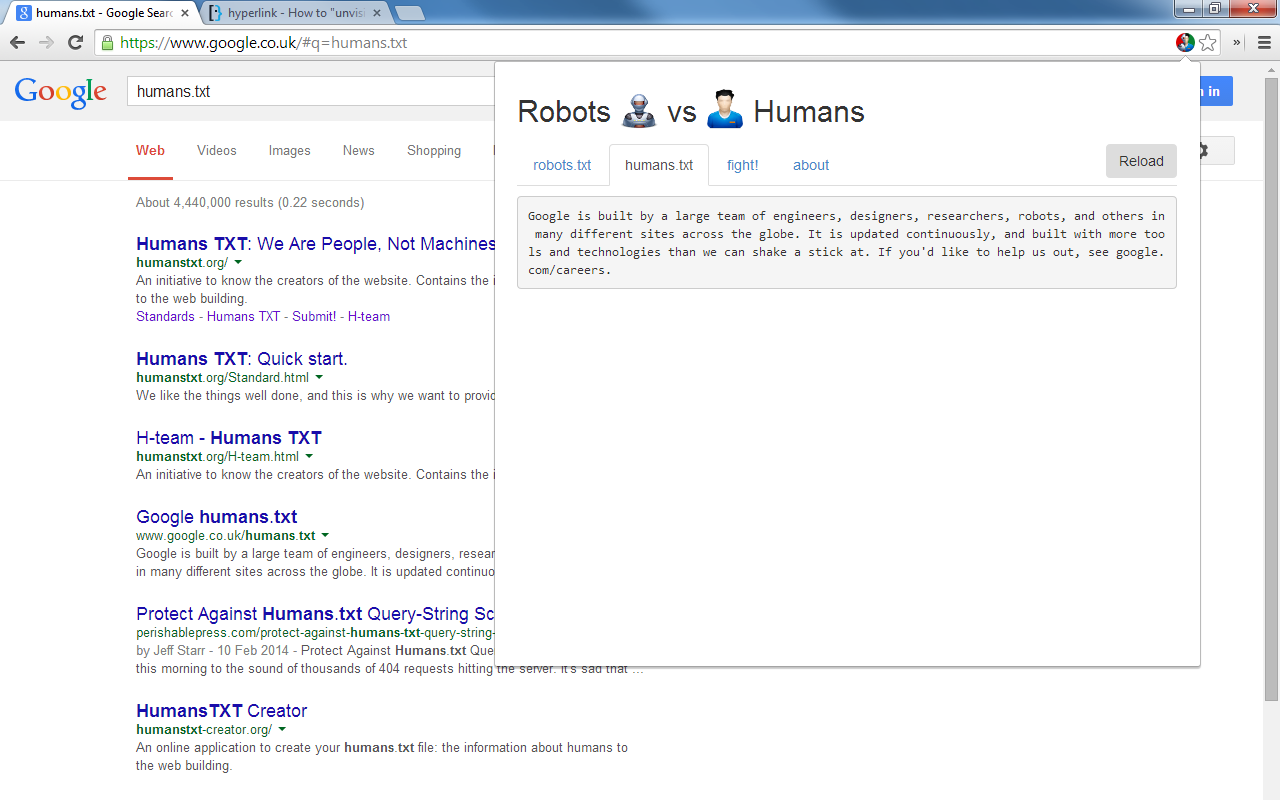 humans.txt - Google Sear
hyperlink - How to "unvisi
https://www.google.co.uk/#q=humans.txt
Google
humans.txt
n in
Web Videos Images News Shopping
About 4,440,000 results (0.22 seconds)
Humans TXT: We Are People, Not Machines
humanstxt.org/
An initiative to know the creators of the website. Contains the i
to the web building.
Standards - Humans TXT - Submit! - H-team
Humans TXT: Quick start.
humanstxt.org/Standard.html
We like the things well done, and this is why we want to provid
H-team - Humans TXT
humanstxt.org/H-team.html
An initiative to know the creators of the website. Contains the i
Google humans.txt
www.google.co.uk/humans.txt
Google is built by a large team of engineers, designers, resear
in many different sites across the globe. It is updated continuo
Protect Against Humans.txt Query-String Sc
perishablepress.com/protect-against-humans-txt-query-string-
by Jeff Starr - 10 Feb 2014 - Protect Against Humans.txt Que
this morning to the sound of thousands of 404 requests hitting the server. It's sad that ...
HumansTXT Creator
humanstxt-creator.org/
An online application to create your humans.txt file: the information about humans to
the web building.
Robots vs Humans
robots.txt humans.txt fight! about Reload
Google is built by a large team of engineers, designers, researchers, robots, and others in
many different sites across the globe. It is updated continuously, and built with more too
ls and technologies than we can shake a stick at. If you'd like to help us out, see google.
com/careers.